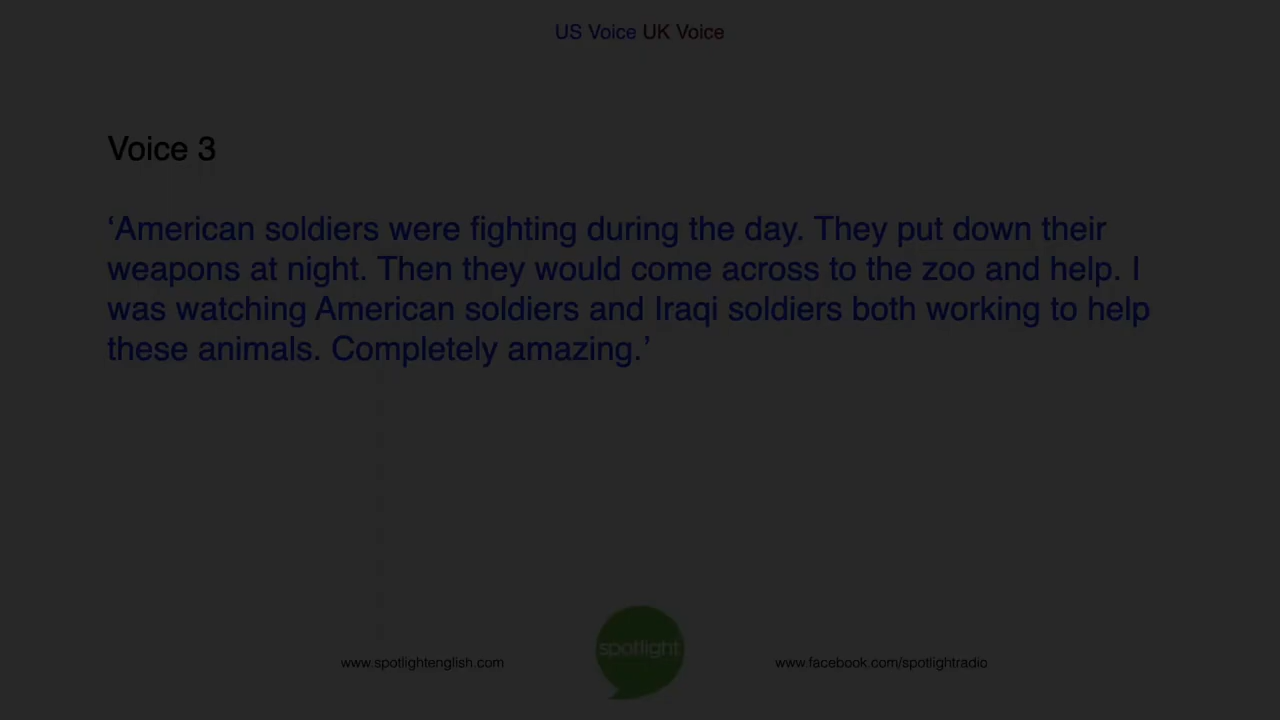 US Voice UK Voice
Voice 3
‘American soldiers were fighting during the day. They put down their
weapons at night. Then they would come across to the zoo and help. I
was watching American soldiers and Iraqi soldiers both working to help
these animals. Completely amazing.’
spotlight
www.spotlightenglish.com
www.facebook.com/spotlightradio